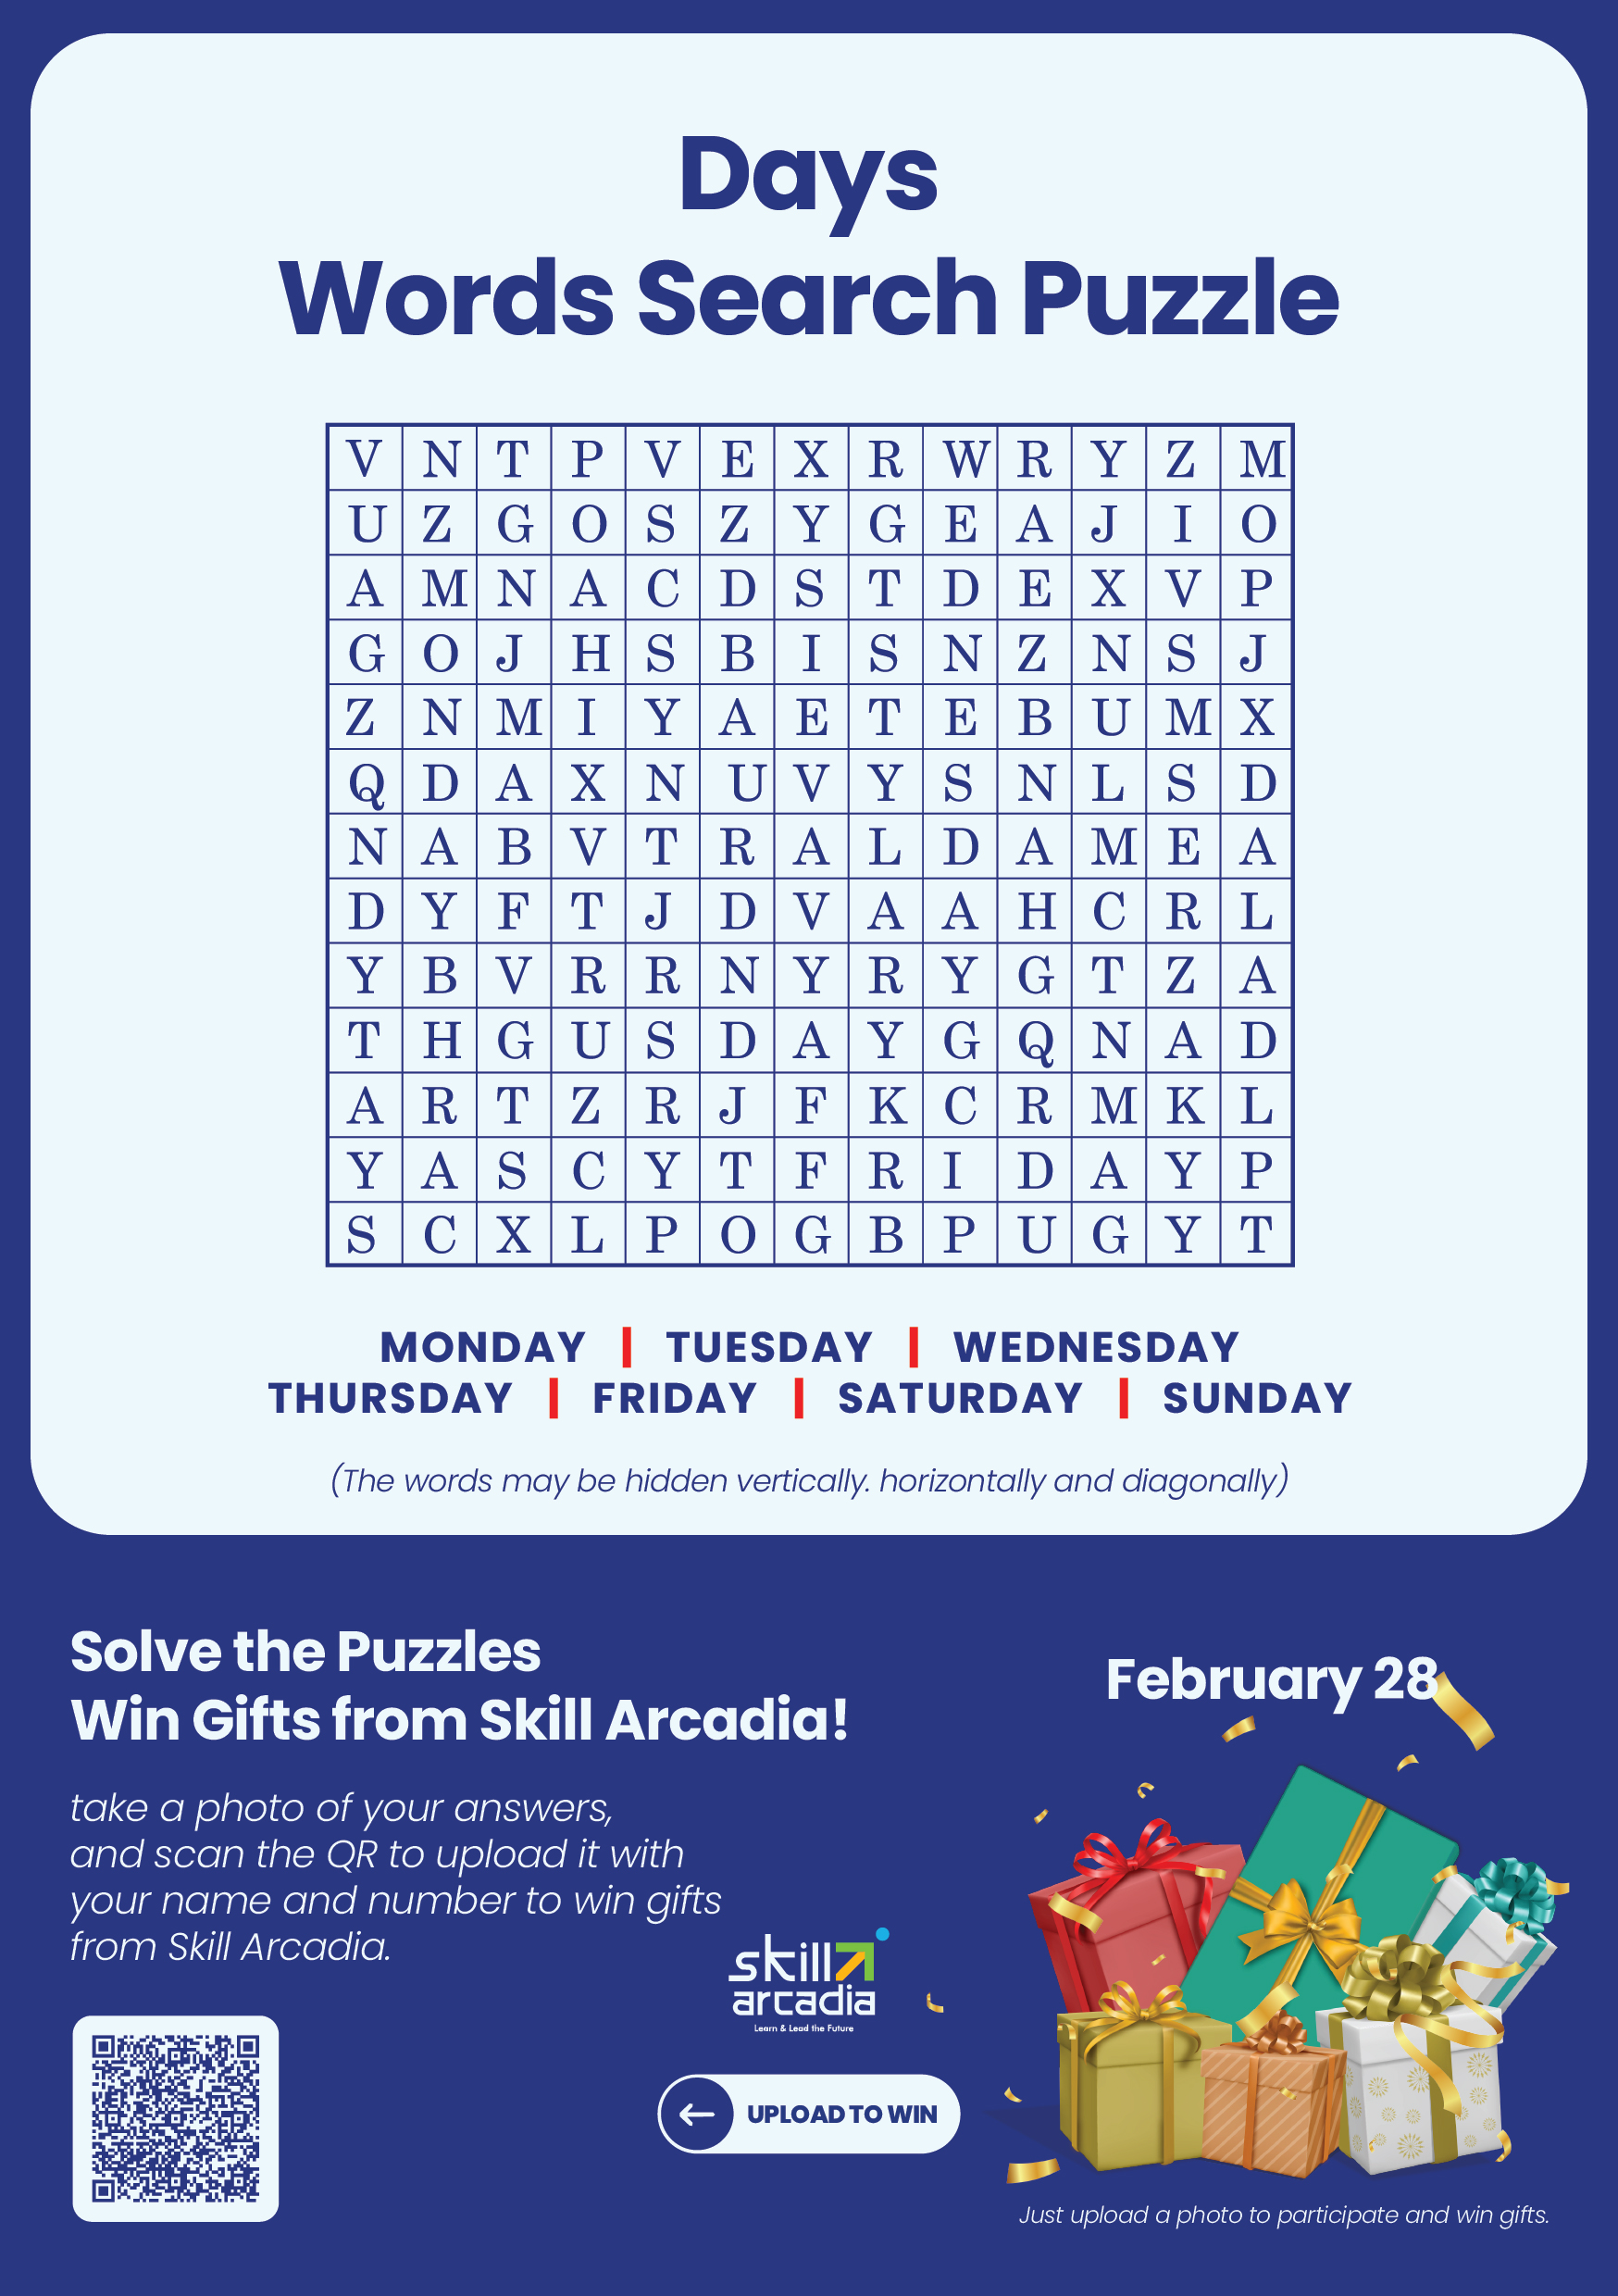 Days
Words Search Puzzle
V N T P V E X R W R Y Z M
U Z G O S Z Y G E A J I O
A M N A C D S T D E X V P
G O J H S B I S N Z N S J
Z N M I Y A E T E B U M X
Q D A X N U V Y S N L S D
N A B V T R A L D A M E A
D Y F T J D V A A H C R L
Y B V R R N Y R Y G T Z A
T H G U S D A Y G Q N A D
A R T Z R J F K C R M K L
Y A S C Y T F R I D A Y P
S C X L P O G B P U G Y T
MONDAY | TUESDAY | WEDNESDAY
THURSDAY | FRIDAY | SATURDAY | SUNDAY
(The words may be hidden vertically. horizontally and diagonally)
Solve the Puzzles
Win Gifts from Skill Arcadia!
take a photo of your answers,
and scan the QR to upload it with
your name and number to win gifts
from Skill Arcadia.
skill
arcadia
Learn & Lead the Future
UPLOAD TO WIN
February 28
Just upload a photo to participate and win gifts.